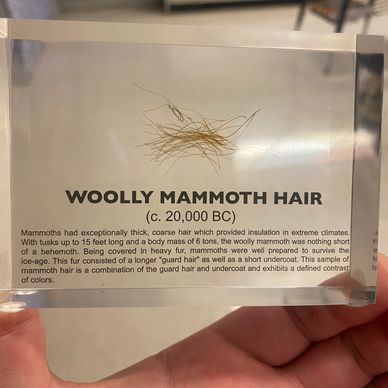 WOOLLY MAMMOTH HAIR
(c. 20,000 BC)
Mammoths had exceptionally thick, coarse hair which provided insulation in extreme climates.
With tusks up to 15 feet long and a body mass of 6 tons, the woolly mammoth was nothing short
of a behemoth. Being covered in heavy fur, mammoths were well prepared to survive the
ice-age. This fur consisted of a longer "guard hair" as well as a short undercoat. This sample of
mammoth hair is a combination of the guard hair and undercoat and exhibits a defined contrast
of colors.